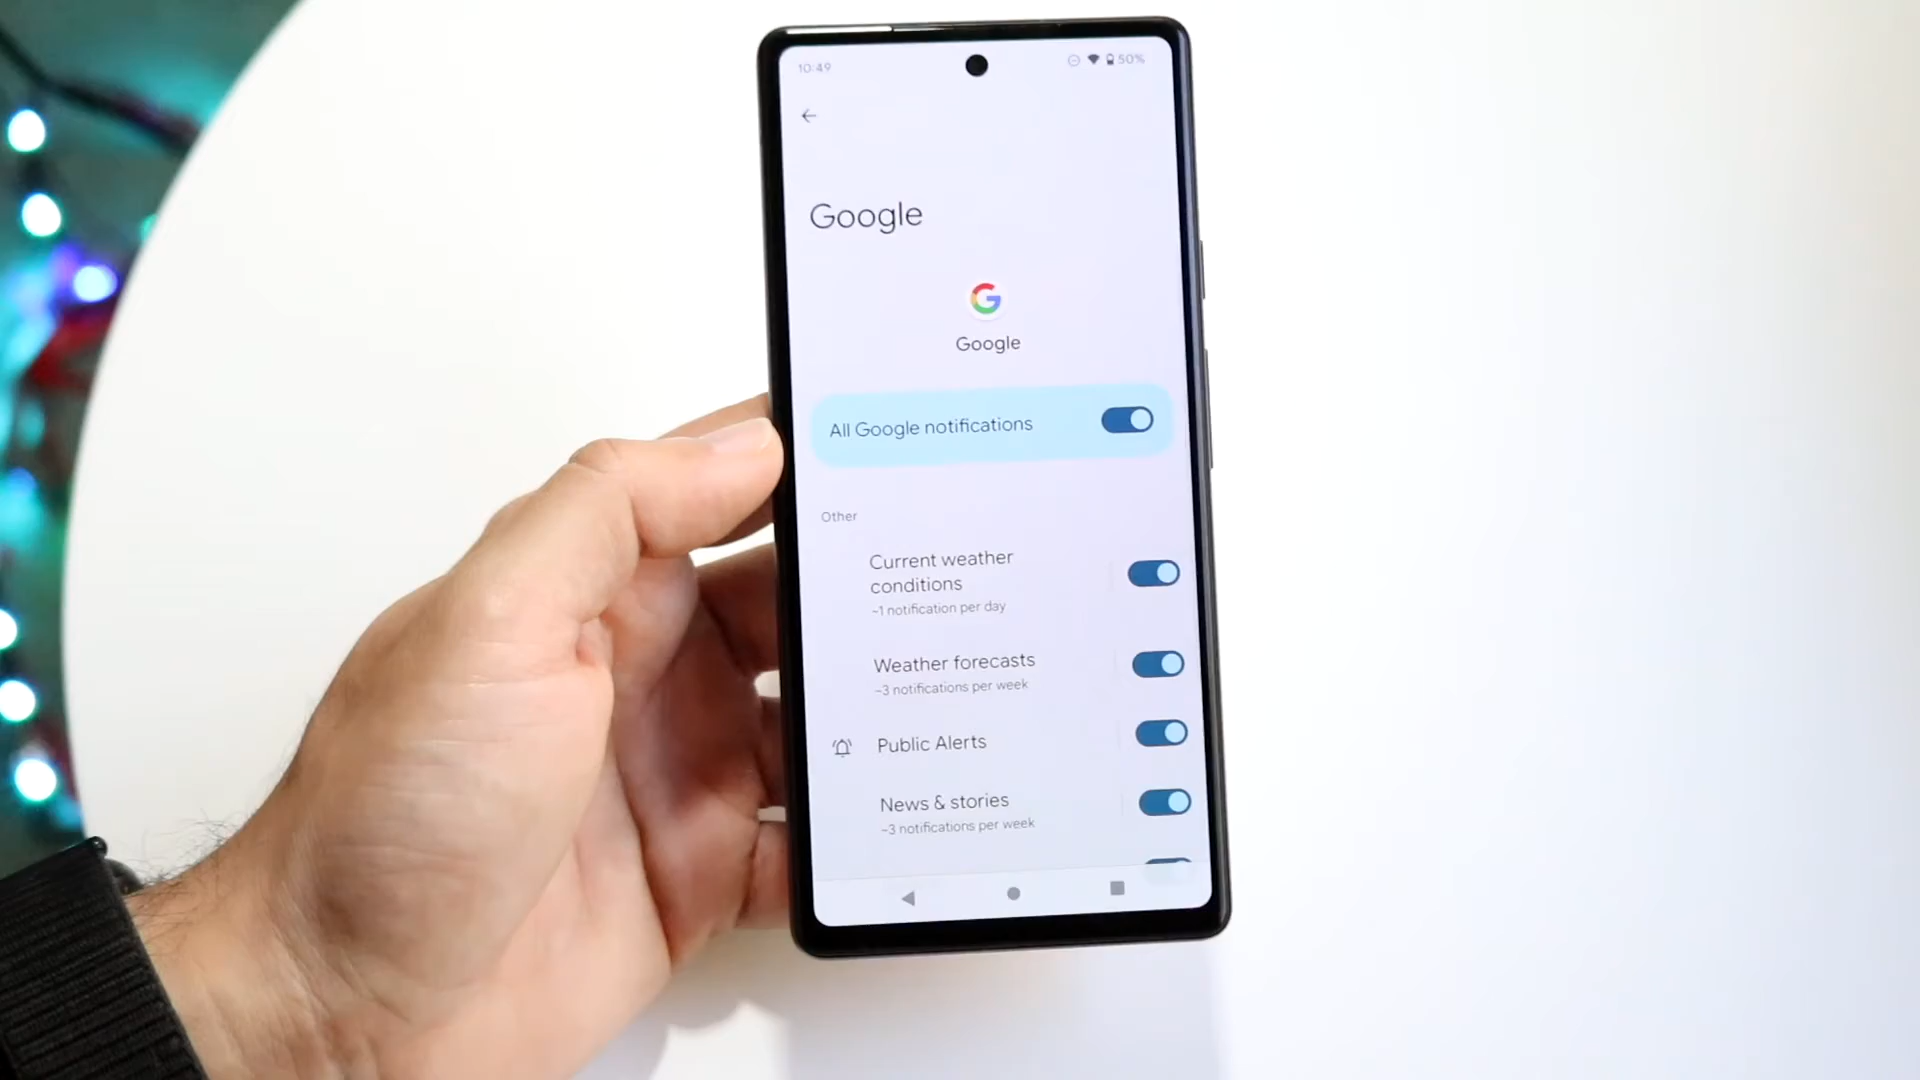 10:49
50%
Google
Google
All Google notifications
Other
Current weather
conditions
~1 notification per day
Weather forecasts
~3 notifications per week
Public Alerts
News & stories
~3 notifications per week